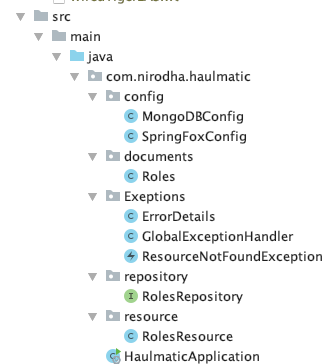 src
main
java
com.nirodha.haulmatic
config
MongoDBConfig
SpringFoxConfig
documents
Roles
Exeptions
ErrorDetails
GlobalExceptionHandler
ResourceNotFoundException
repository
RolesRepository
resource
RolesResource
HaulmaticApplication